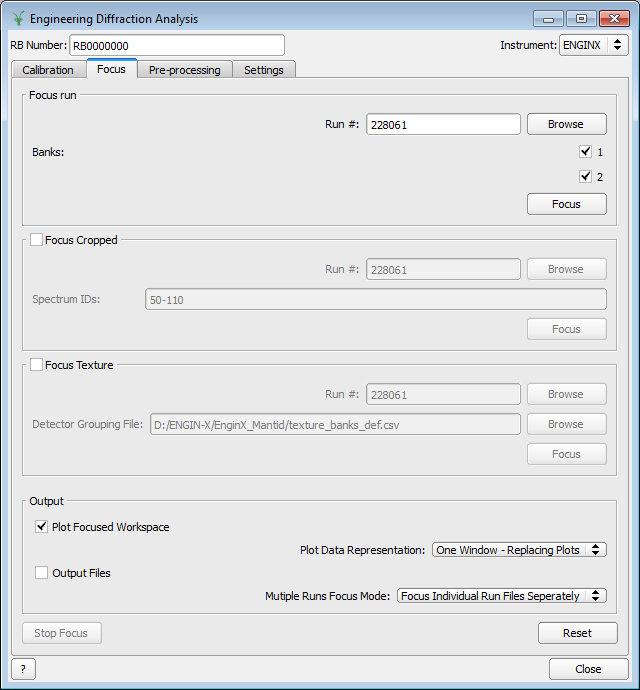 Engineering Diffraction Analysis
RB Number: RB0000000 Instrument: ENGINX
Calibration Focus Pre-processing Settings
Focus run
Run #: 228061 Browse
Banks: 1
2
Focus
Focus Cropped
Run #: 228061 Browse
Spectrum IDs: 50-110
Focus
Focus Texture
Run #: 228061 Browse
Detector Grouping File: D:/ENGIN-X/EnginX_Mantid/texture_banks_def.csv Browse
Focus
Output
Plot Focused Workspace
Plot Data Representation: One Window - Replacing Plots
Output Files
Mutiple Runs Focus Mode: Focus Individual Run Files Seperately
Stop Focus Reset
? Close